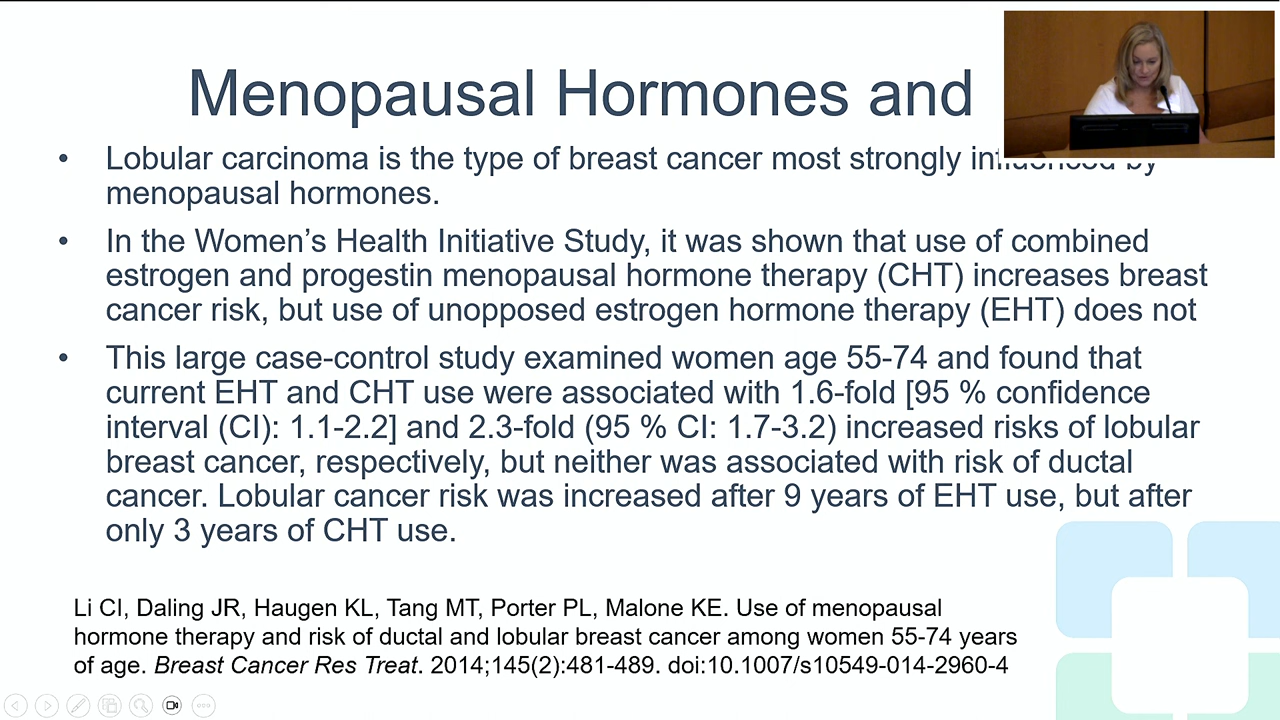 Menopausal Hormones and
• Lobular carcinoma is the type of breast cancer most strongly influenced by
menopausal hormones.
• In the Women’s Health Initiative Study, it was shown that use of combined
estrogen and progestin menopausal hormone therapy (CHT) increases breast
cancer risk, but use of unopposed estrogen hormone therapy (EHT) does not
• This large case-control study examined women age 55-74 and found that
current EHT and CHT use were associated with 1.6-fold [95 % confidence
interval (CI): 1.1-2.2] and 2.3-fold (95 % CI: 1.7-3.2) increased risks of lobular
breast cancer, respectively, but neither was associated with risk of ductal
cancer. Lobular cancer risk was increased after 9 years of EHT use, but after
only 3 years of CHT use.
Li CI, Daling JR, Haugen KL, Tang MT, Porter PL, Malone KE. Use of menopausal
hormone therapy and risk of ductal and lobular breast cancer among women 55-74 years
of age. Breast Cancer Res Treat. 2014;145(2):481-489. doi:10.1007/s10549-014-2960-4